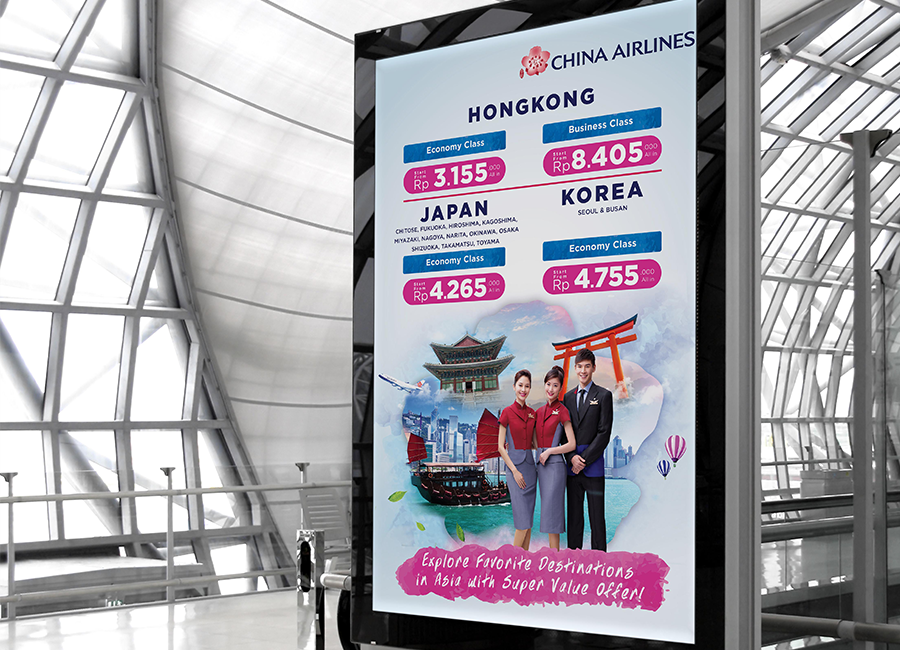 CHINA AIRLINES
HONGKONG
Economy Class
Start From Rp 3.155.000 All in
Business Class
Start From Rp 8.405.000 All in
JAPAN
CHITOSE, FUKUOKA, HIROSHIMA, KAGOSHIMA,
MIYAZAKI, NAGOYA, NARITA, OKINAWA, OSAKA
SHIZUOKA, TAKAMATSU, TOYAMA
Economy Class
Start From Rp 4.265.000 All in
KOREA
SEOUL & BUSAN
Economy Class
Start From Rp 4.755.000 All in
Explore Favorite Destinations
in Asia with Super Value Offer!